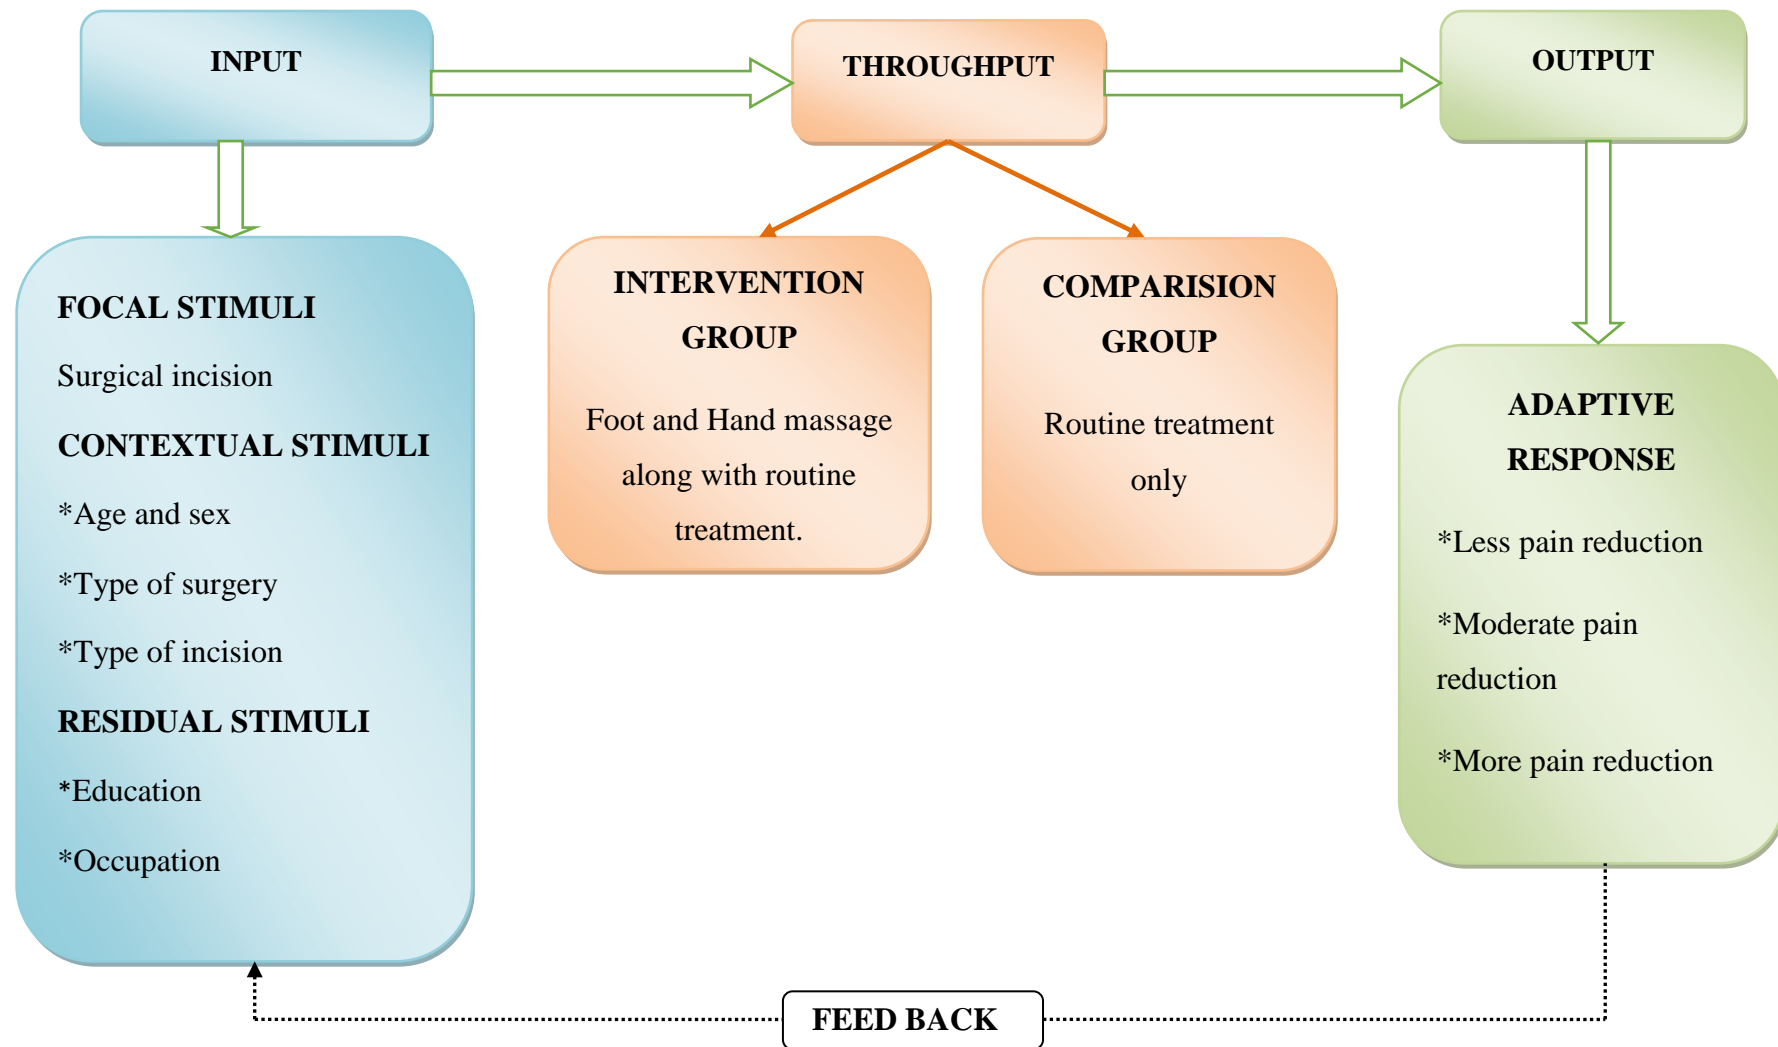 INPUT
THROUGHPUT
OUTPUT
FOCAL STIMULI
Surgical incision
CONTEXTUAL STIMULI
*Age and sex
*Type of surgery
*Type of incision
RESIDUAL STIMULI
*Education
*Occupation
INTERVENTION
GROUP
Foot and Hand massage
along with routine
treatment.
COMPARISION
GROUP
Routine treatment
only
ADAPTIVE
RESPONSE
*Less pain reduction
*Moderate pain
reduction
*More pain reduction
FEED BACK